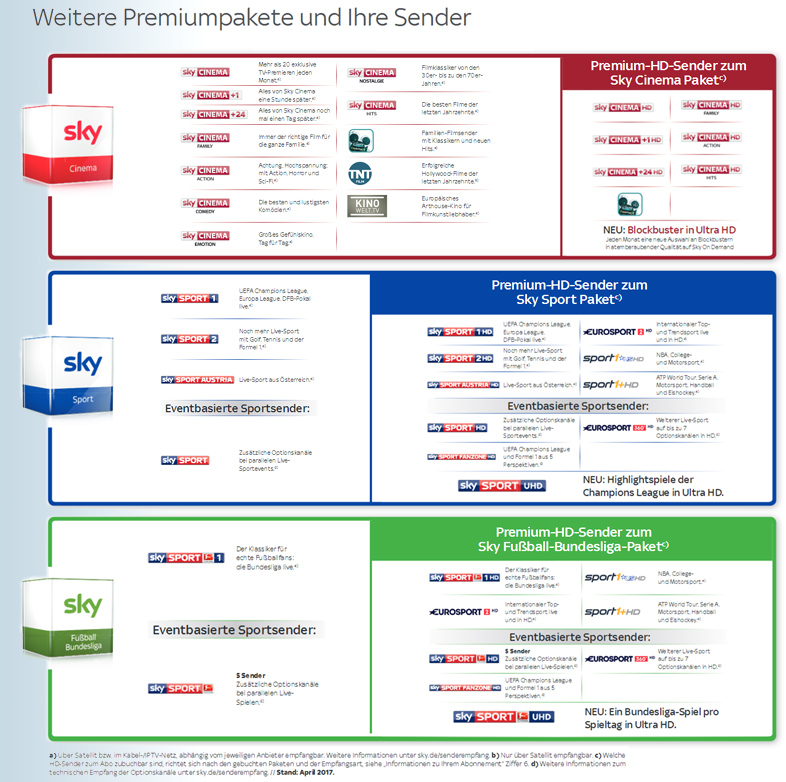 Weitere Premiumpakete und Ihre Sender
sky
Cinema
sky CINEMA
Mehr als 20 exklusive
TV-Premieren jeden
Monat.a)
sky CINEMA +1
Alles von Sky Cinema
eine Stunde später.a)
sky CINEMA +24
Alles von Sky Cinema noch
mal einen Tag später.a)
sky CINEMA
FAMILY
Immer der richtige Film für
die ganze Familie.a)
sky CINEMA
ACTION
Achtung, Hochspannung:
mit Action, Horror und
Sci-Fi.a)
sky CINEMA
COMEDY
Die besten und lustigsten
Komödien.a)
sky CINEMA
EMOTION
Großes Gefühlskino,
Tag für Tag.a)
sky CINEMA
NOSTALGIE
Filmklassiker von den
30er- bis zu den 70er-
Jahren.a)
sky CINEMA
HITS
Die besten Filme der
letzten Jahrzehnte.a)
Familien-Filmsender
mit Klassikern und neuen
Hits.a)
TNT
FILM
Erfolgreiche
Hollywood-Filme der
letzten Jahrzehnte.a)
KINO
WELT.TV
Europäisches
Arthouse-Kino für
Filmkunstliebhaber.a)
Premium-HD-Sender zum
Sky Cinema Paketc)
sky CINEMA HD
sky CINEMA HD
FAMILY
sky CINEMA +1 HD
sky CINEMA HD
ACTION
sky CINEMA +24 HD
sky CINEMA HD
HITS
NEU: Blockbuster in Ultra HD
Jeden Monat eine neue Auswahl an Blockbustern
in atemberaubender Qualität auf Sky On Demand
sky
Sport
sky SPORT 1
UEFA Champions League,
Europa League, DFB-Pokal
live.a)
sky SPORT 2
Noch mehr Live-Sport
mit Golf, Tennis und der
Formel 1.a)
sky SPORT AUSTRIA
Live-Sport aus Österreich.a)
Eventbasierte Sportsender:
sky SPORT
Zusätzliche Optionskanäle
bei parallelen Live-
Sportevents.d)
Premium-HD-Sender zum
Sky Sport Paketc)
sky SPORT 1 HD
UEFA Champions League,
Europa League,
DFB-Pokal live.a)
EUROSPORT 2 HD
Internationaler Top-
und Trendsport live
und in HD.a)
sky SPORT 2 HD
Noch mehr Live-Sport
mit Golf, Tennis und der
Formel 1.a)
sport1 US HD
NBA, College-
und Motorsport.a)
sky SPORT AUSTRIA HD
Live-Sport aus Österreich.a)
sport1+ HD
ATP World Tour, Serie A,
Motorsport, Handball
und Eishockey.a)
Eventbasierte Sportsender:
sky SPORT HD
Zusätzliche Optionskanäle
bei parallelen Live-
Sportevents.d)
EUROSPORT 360 HD
Weiterer Live-Sport
auf bis zu 7
Optionskanälen in HD.a)
sky SPORT FANZONE HD
UEFA Champions League
und Formel 1 aus 5
Perspektiven.d)
sky SPORT UHD
NEU: Highlightspiele der
Champions League in Ultra HD.
sky
Fußball
Bundesliga
sky SPORT 1
Der Klassiker für
echte Fußballfans:
die Bundesliga live.a)
Eventbasierte Sportsender:
sky SPORT
5 Sender
Zusätzliche Optionskanäle
bei parallelen Live-
Spielen.d)
Premium-HD-Sender zum
Sky Fußball-Bundesliga-Paketc)
sky SPORT 1 HD
Der Klassiker für
echte Fußballfans:
die Bundesliga live.a)
sport1 US HD
NBA, College-
und Motorsport.a)
EUROSPORT 2 HD
Internationaler Top-
und Trendsport live
und in HD.a)
sport1+ HD
ATP World Tour, Serie A,
Motorsport, Handball
und Eishockey.a)
Eventbasierte Sportsender:
sky SPORT HD
5 Sender
Zusätzliche Optionskanäle
bei parallelen Live-Spielen.d)
EUROSPORT 360 HD
Weiterer Live-Sport
auf bis zu 7
Optionskanälen in HD.a)
sky SPORT FANZONE HD
UEFA Champions League
und Formel 1 aus 5
Perspektiven.d)
sky SPORT UHD
NEU: Ein Bundesliga-Spiel pro
Spieltag in Ultra HD.
a) Über Satellit bzw. im Kabel-/IPTV-Netz, abhängig vom jeweiligen Anbieter empfangbar. Weitere Informationen unter sky.de/senderempfang. b) Nur über Satellit empfangbar. c) Welche
HD-Sender zum Abo zubuchbar sind, richtet sich nach den gebuchten Paketen und der Empfangsart, siehe „Informationen zu Ihrem Abonnement" Ziffer 6. d) Weitere Informationen zum
technischen Empfang der Optionskanäle unter sky.de/senderempfang. // Stand: April 2017.